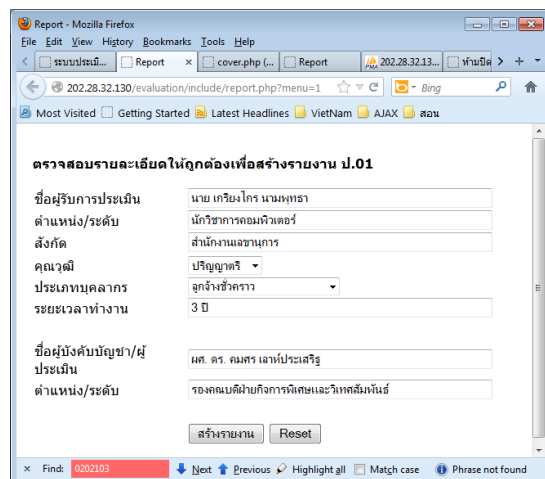 Report - Mozilla Firefox
File Edit View History Bookmarks Tools Help
ระบบประเมิ... Report × cover.php (... Report 202.28.32.13... ห้ามปิด
202.28.32.130/evaluation/include/report.php?menu=1 Bing
Most Visited Getting Started Latest Headlines VietNam AJAX สอน
ตรวจสอบรายละเอียดให้ถูกต้องเพื่อสร้างรายงาน ป.01
ชื่อผู้รับการประเมิน นาย เกรียงไกร นามพุทธา
ตำแหน่ง/ระดับ นักวิชาการคอมพิวเตอร์
สังกัด สำนักงานเลขานุการ
คุณวุฒิ ปริญญาตรี
ประเภทบุคลากร ลูกจ้างชั่วคราว
ระยะเวลาทำงาน 3 ปี
ชื่อผู้บังคับบัญชา/ผู้
ประเมิน ผศ. ดร. คมศร เลาห์ประเสริฐ
ตำแหน่ง/ระดับ รองคณบดีฝ่ายกิจการพิเศษและวิเทศสัมพันธ์
สร้างรายงาน Reset
× Find: 0202103 Next Previous Highlight all Match case Phrase not found